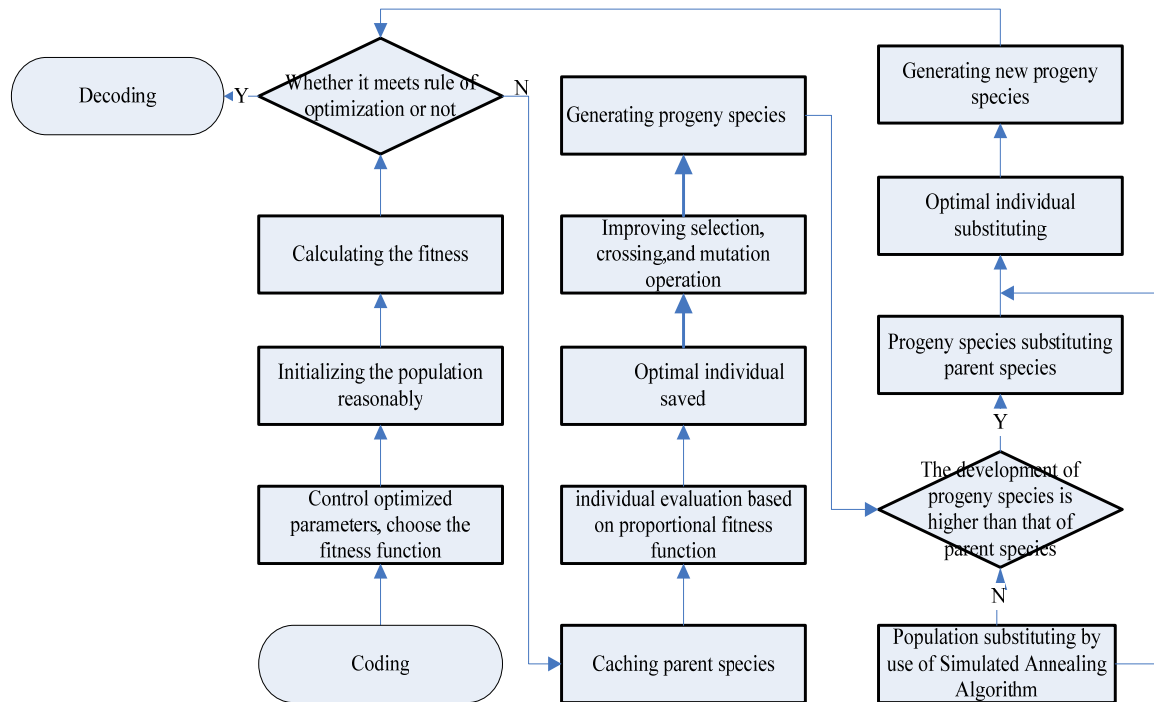 Decoding
Y
Whether it meets rule of
optimization or not
N
Calculating the fitness
Initializing the population
reasonably
Control optimized
parameters, choose the
fitness function
Coding
Generating progeny species
Improving selection,
crossing,and mutation
operation
Optimal individual
saved
individual evaluation based
on proportional fitness
function
Caching parent species
Generating new progeny
species
Optimal individual
substituting
Progeny species substituting
parent species
Y
The development of
progeny species is
higher than that of
parent species
N
Population substituting by
use of Simulated Annealing
Algorithm